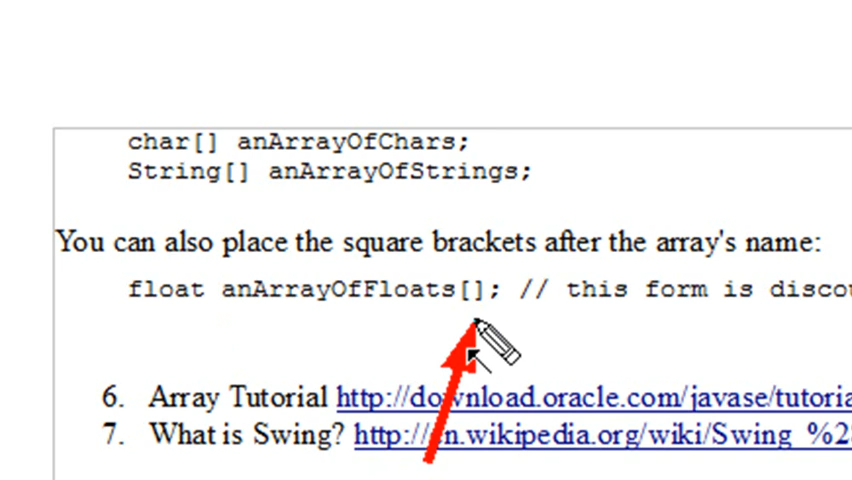 char[] anArrayOfChars;
String[] anArrayOfStrings;
You can also place the square brackets after the array's name:
float anArrayOfFloats[]; // this form is
6. Array Tutorial http://download.oracle.com/javase/
7. What is Swing? http://en.wikipedia.org/wiki/Swing_%2